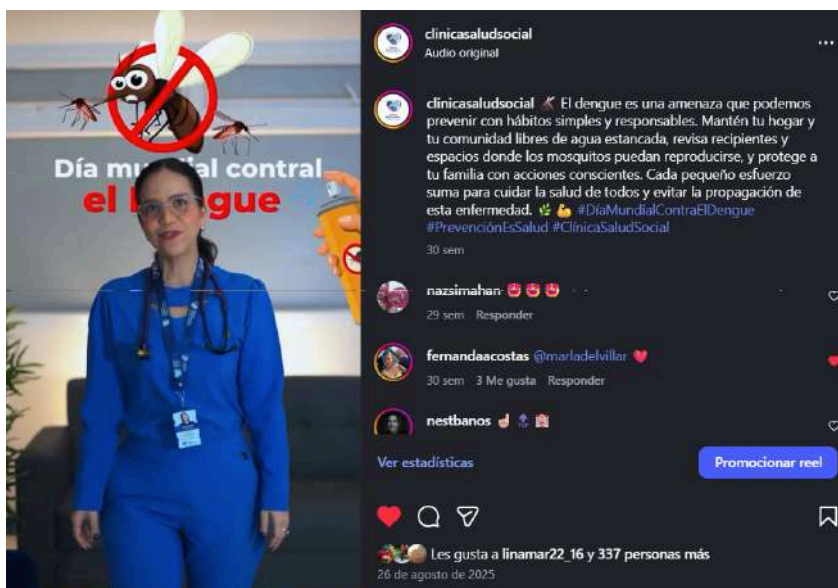 Día mundial contral
el Dengue
clinicasaludsocial
Audio original
clinicasaludsocial 🦟 El dengue es una amenaza que podemos
prevenir con hábitos simples y responsables. Mantén tu hogar y
tu comunidad libres de agua estancada, revisa recipientes y
espacios donde los mosquitos puedan reproducirse, y protege a
tu familia con acciones conscientes. Cada pequeño esfuerzo
suma para cuidar la salud de todos y evitar la propagación de
esta enfermedad. 🌿 💪 #DíaMundialContraElDengue
#PrevenciónEsSalud #ClínicaSaludSocial
30 sem
nazsimahan 😍 😍 😍
29 sem Responder
fernandaacostas @marladelvillar ❤️
30 sem 3 Me gusta Responder
nestbanos ☝🏻 🔝 🏥
Ver estadísticas
Promocionar reel
Les gusta a linamar22_16 y 337 personas más
26 de agosto de 2025